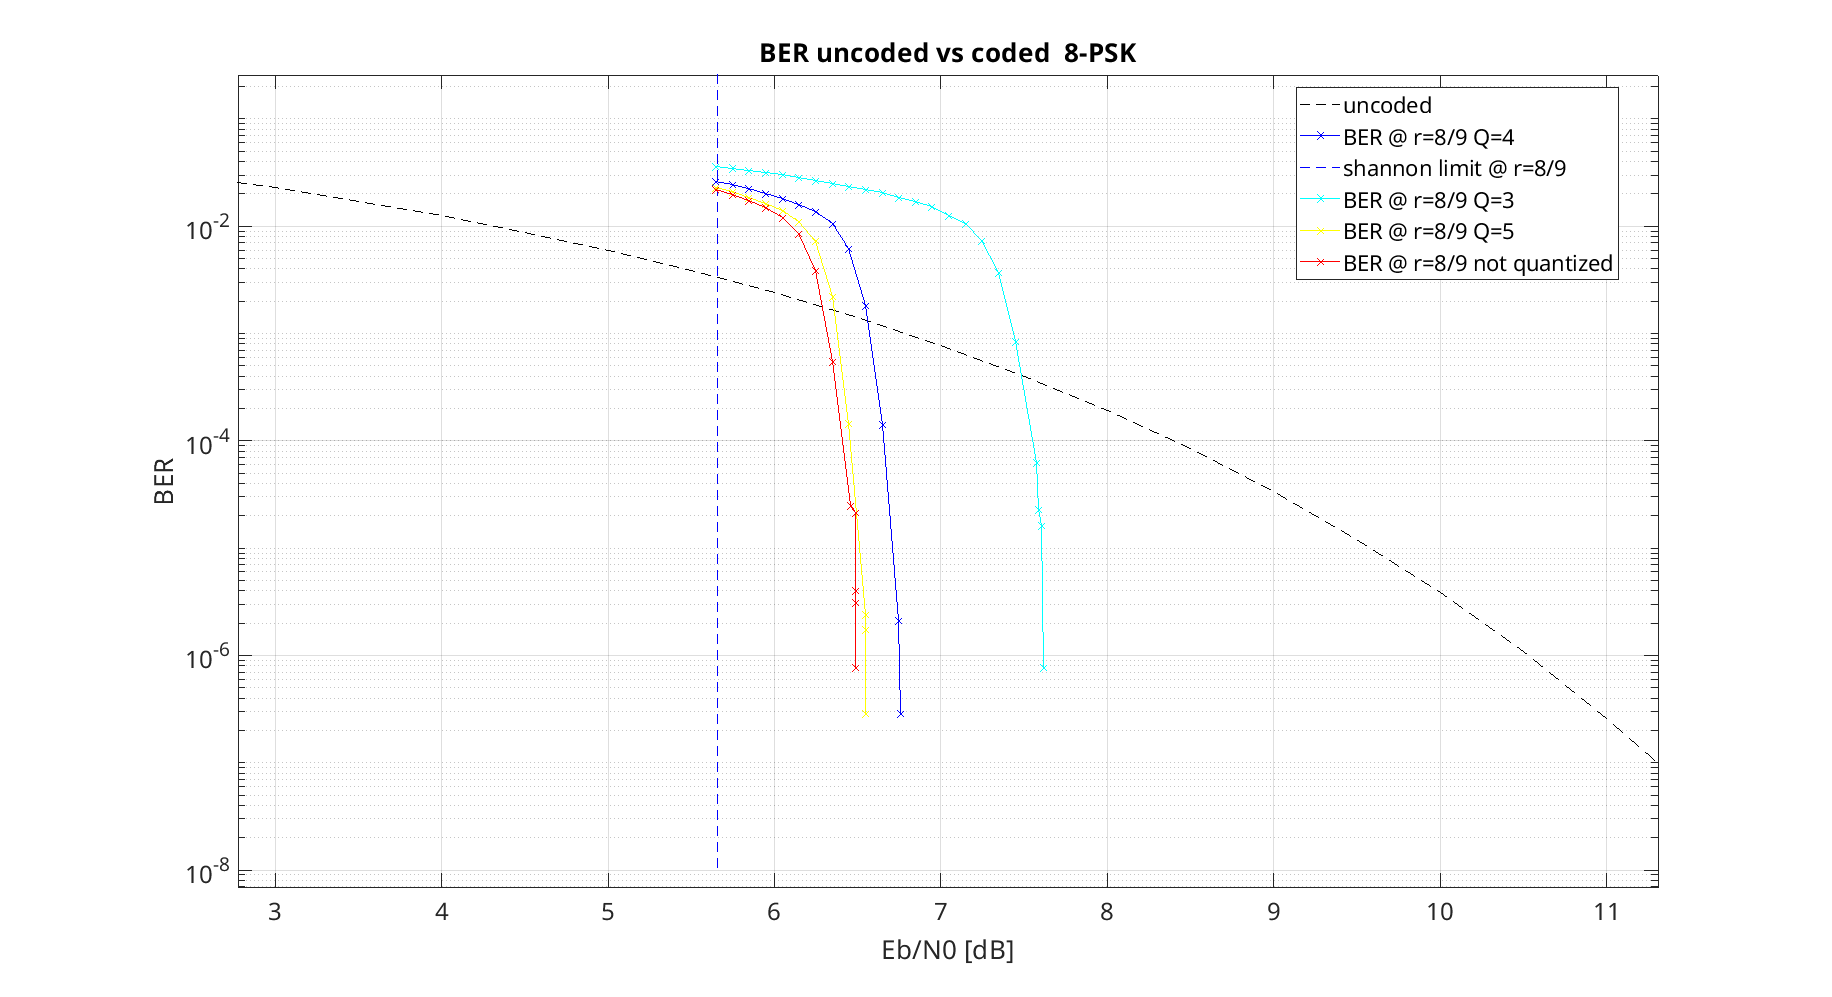 BER uncoded vs coded  8-PSK
uncoded
BER @ r=8/9 Q=4
shannon limit @ r=8/9
BER @ r=8/9 Q=3
BER @ r=8/9 Q=5
BER @ r=8/9 not quantized
BER
10^-2
10^-4
10^-6
10^-8
3 4 5 6 7 8 9 10 11
Eb/N0 [dB]